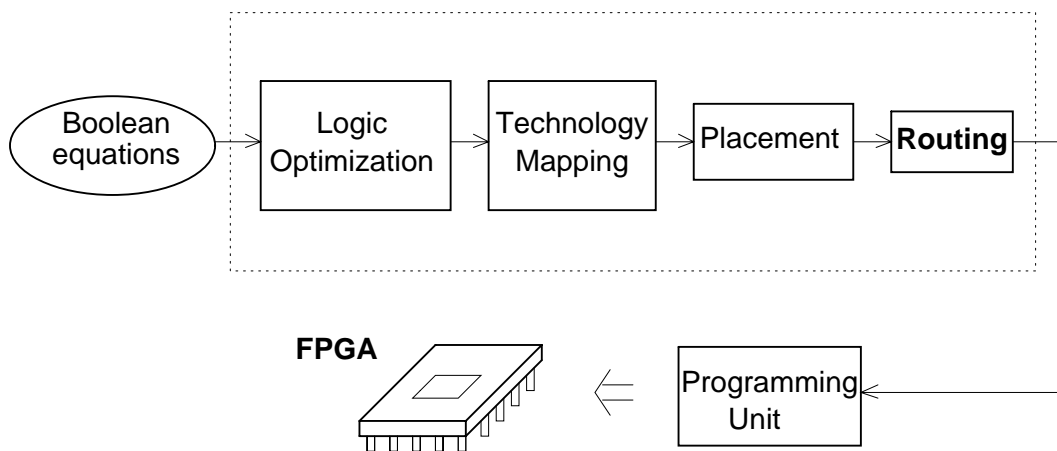 Boolean
equations
Logic
Optimization
Technology
Mapping
Placement
Routing
FPGA
Programming
Unit